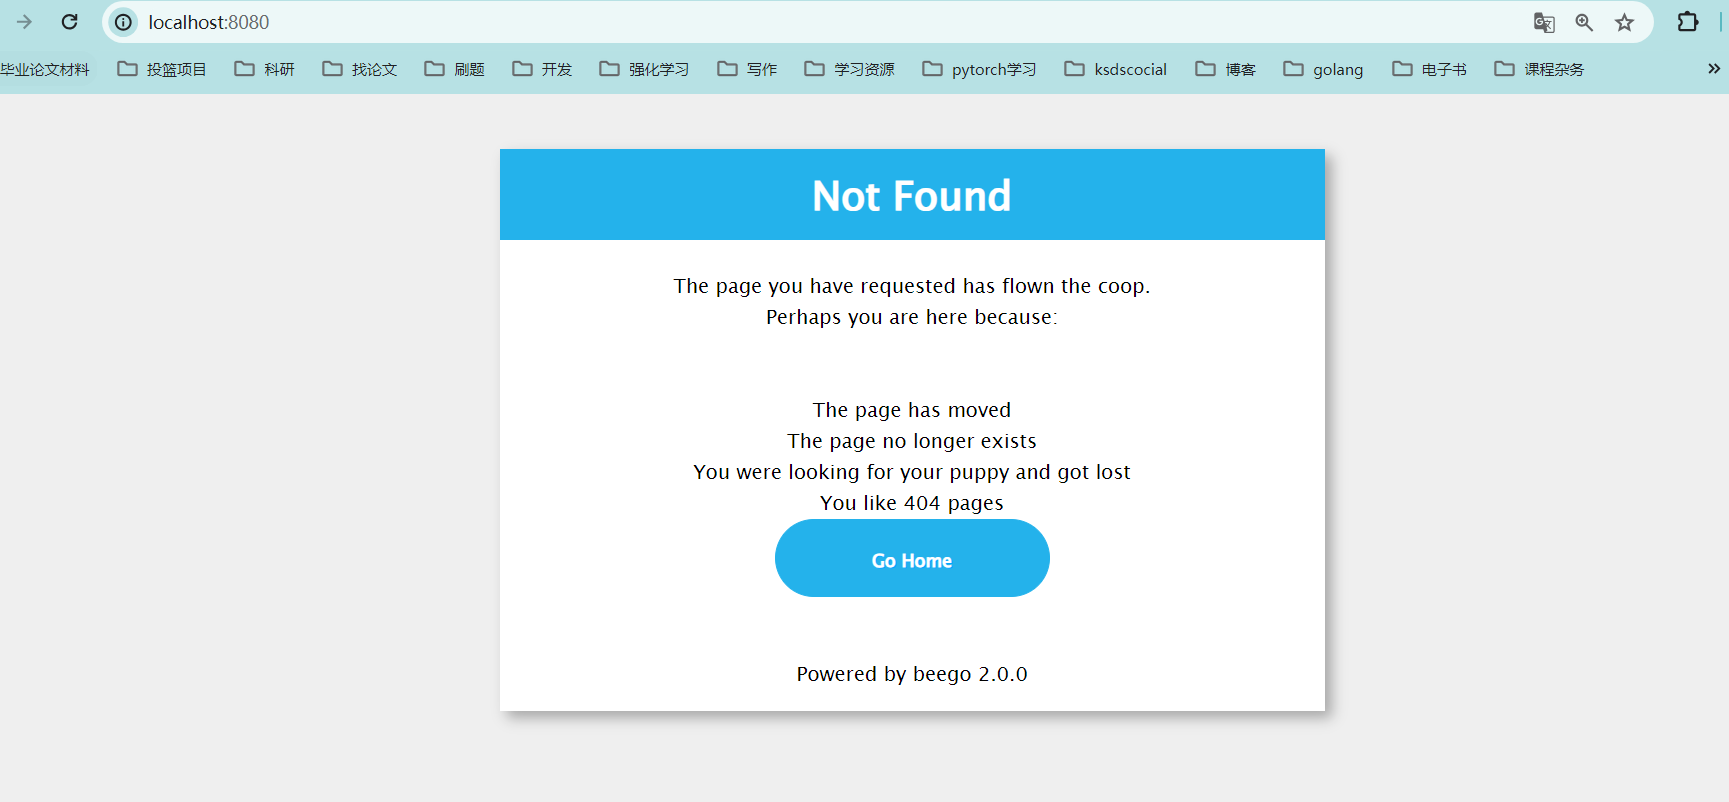 localhost:8080
毕业论文材料 投篮项目 科研 找论文 刷题 开发 强化学习 写作 学习资源 pytorch学习 ksdscocial 博客 golang 电子书 课程杂务
Not Found
The page you have requested has flown the coop.
Perhaps you are here because:
The page has moved
The page no longer exists
You were looking for your puppy and got lost
You like 404 pages
Go Home
Powered by beego 2.0.0